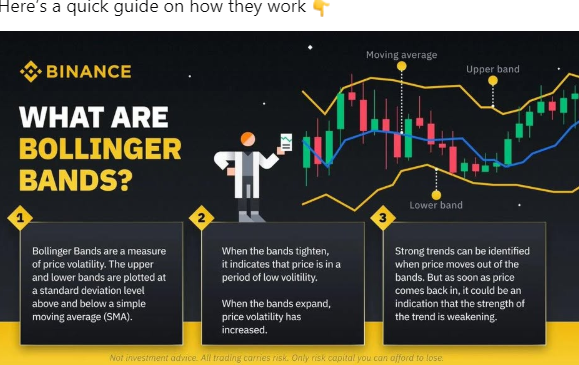 Here's a quick guide on how they work 👇
BINANCE
WHAT ARE
BOLLINGER
BANDS?
Moving average
Upper band
Lower band
1
Bollinger Bands are a measure
of price volatility. The upper
and lower bands are plotted at
a standard deviation level
above and below a simple
moving average (SMA).
2
When the bands tighten,
it indicates that price is in a
period of low volitility.
When the bands expand,
price volatility has
increased.
3
Strong trends can be identified
when price moves out of the
bands. But as soon as price
comes back in, it could be an
indication that the strength of
the trend is weakening.
Not investment advice. All trading carries risk. Only risk capital you can afford to lose.